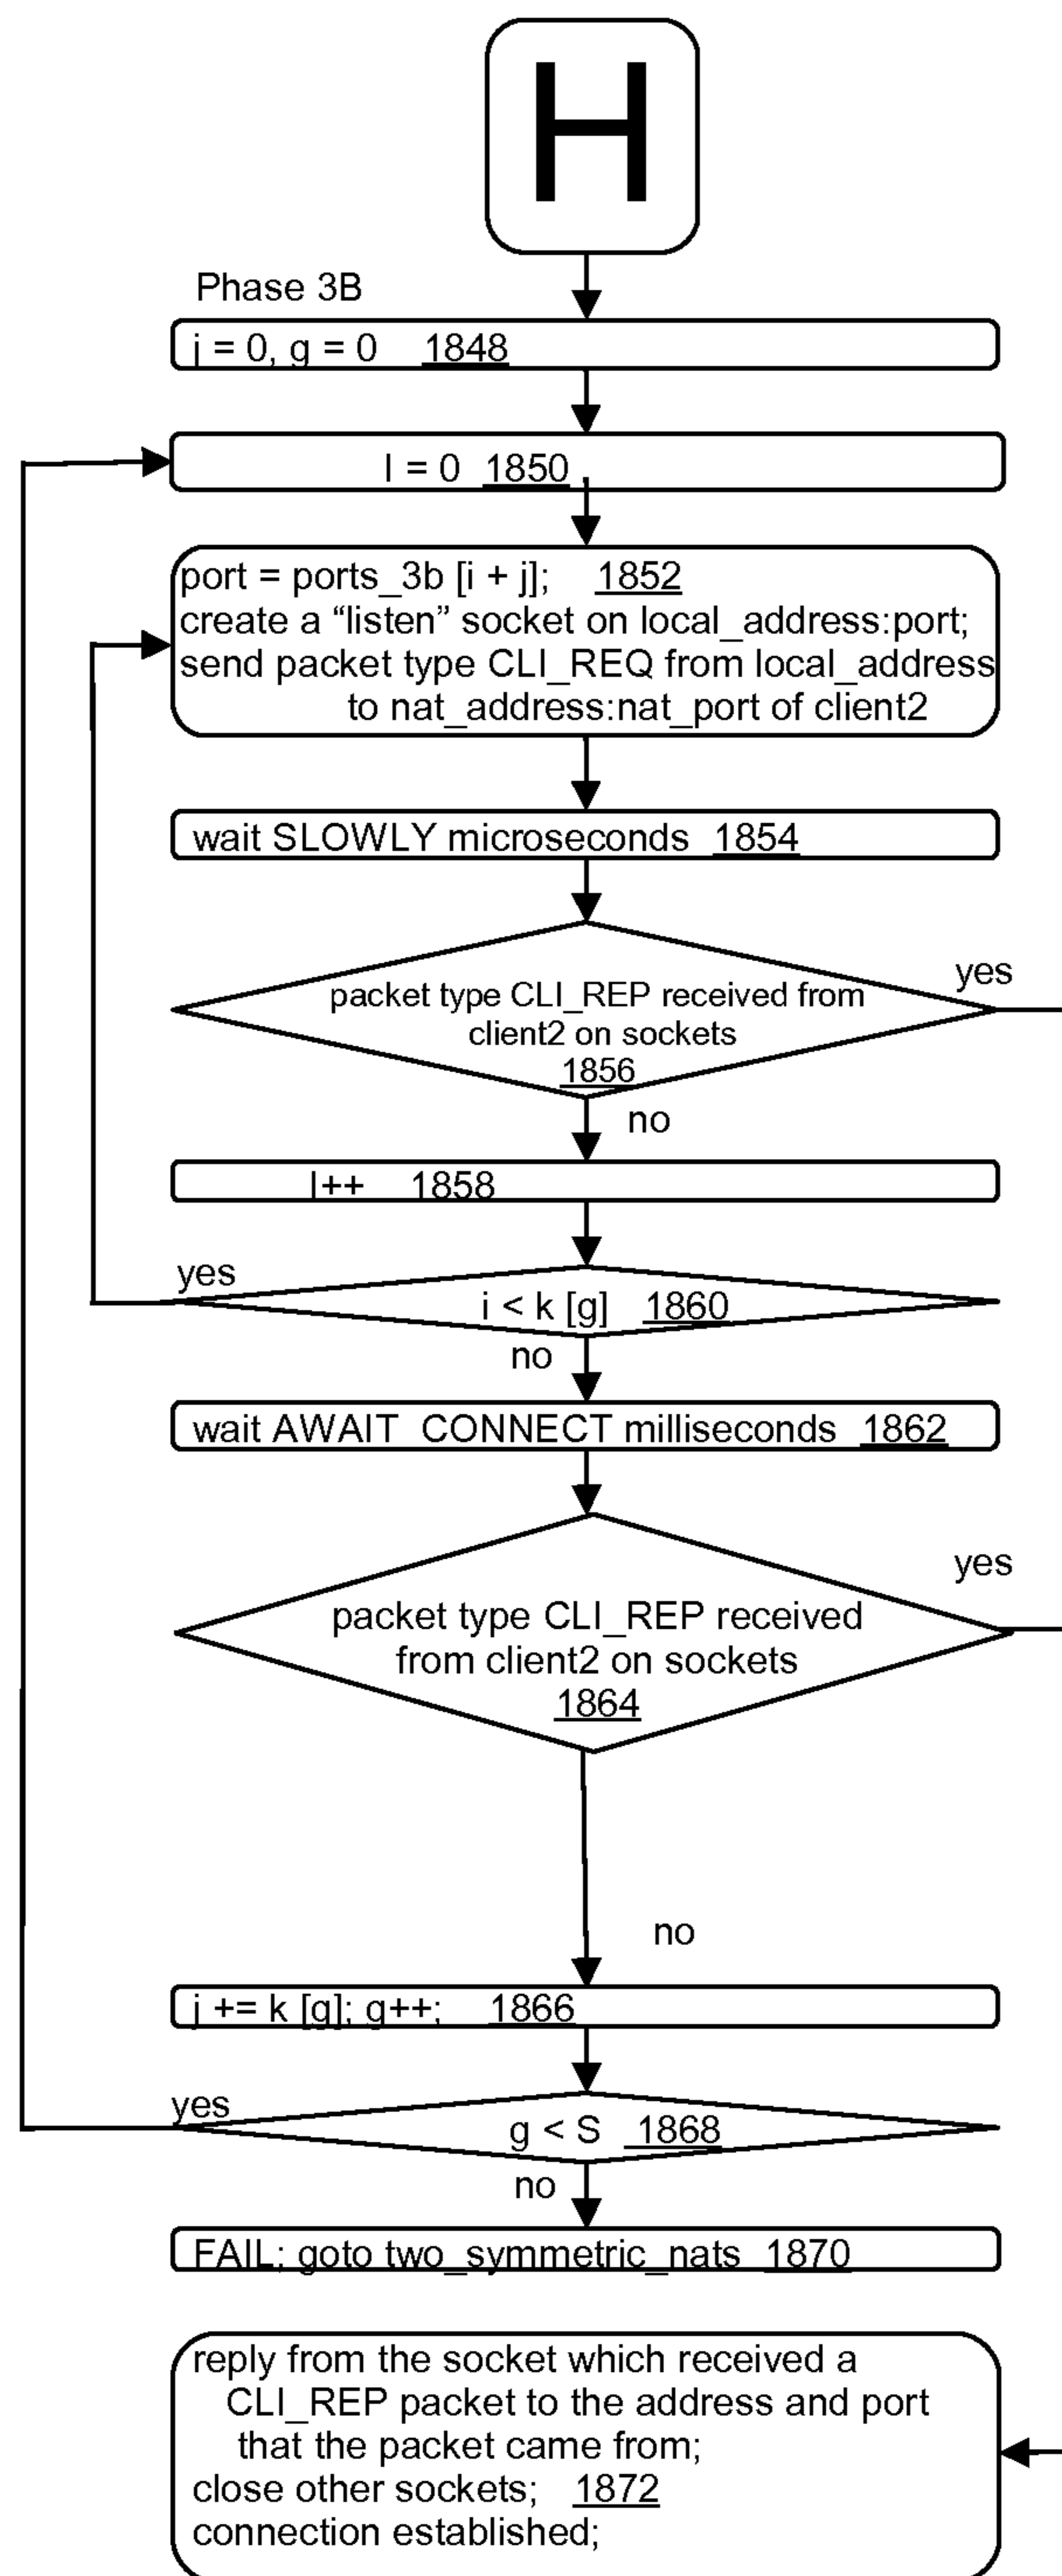 H
Phase 3B
j = 0, g = 0 1848
I = 0 1850
port = ports_3b [i + j]; 1852
create a “listen” socket on local_address:port;
send packet type CLI_REQ from local_address
to nat_address:nat_port of client2
wait SLOWLY microseconds 1854
yes
packet type CLI_REP received from
client2 on sockets
1856
no
I++ 1858
yes
i < k [g] 1860
no
wait AWAIT_CONNECT milliseconds 1862
yes
packet type CLI_REP received
from client2 on sockets
1864
no
j += k [g]; g++; 1866
yes
g < S 1868
no
FAIL; goto two_symmetric_nats 1870
reply from the socket which received a
CLI_REP packet to the address and port
that the packet came from;
close other sockets; 1872
connection established;